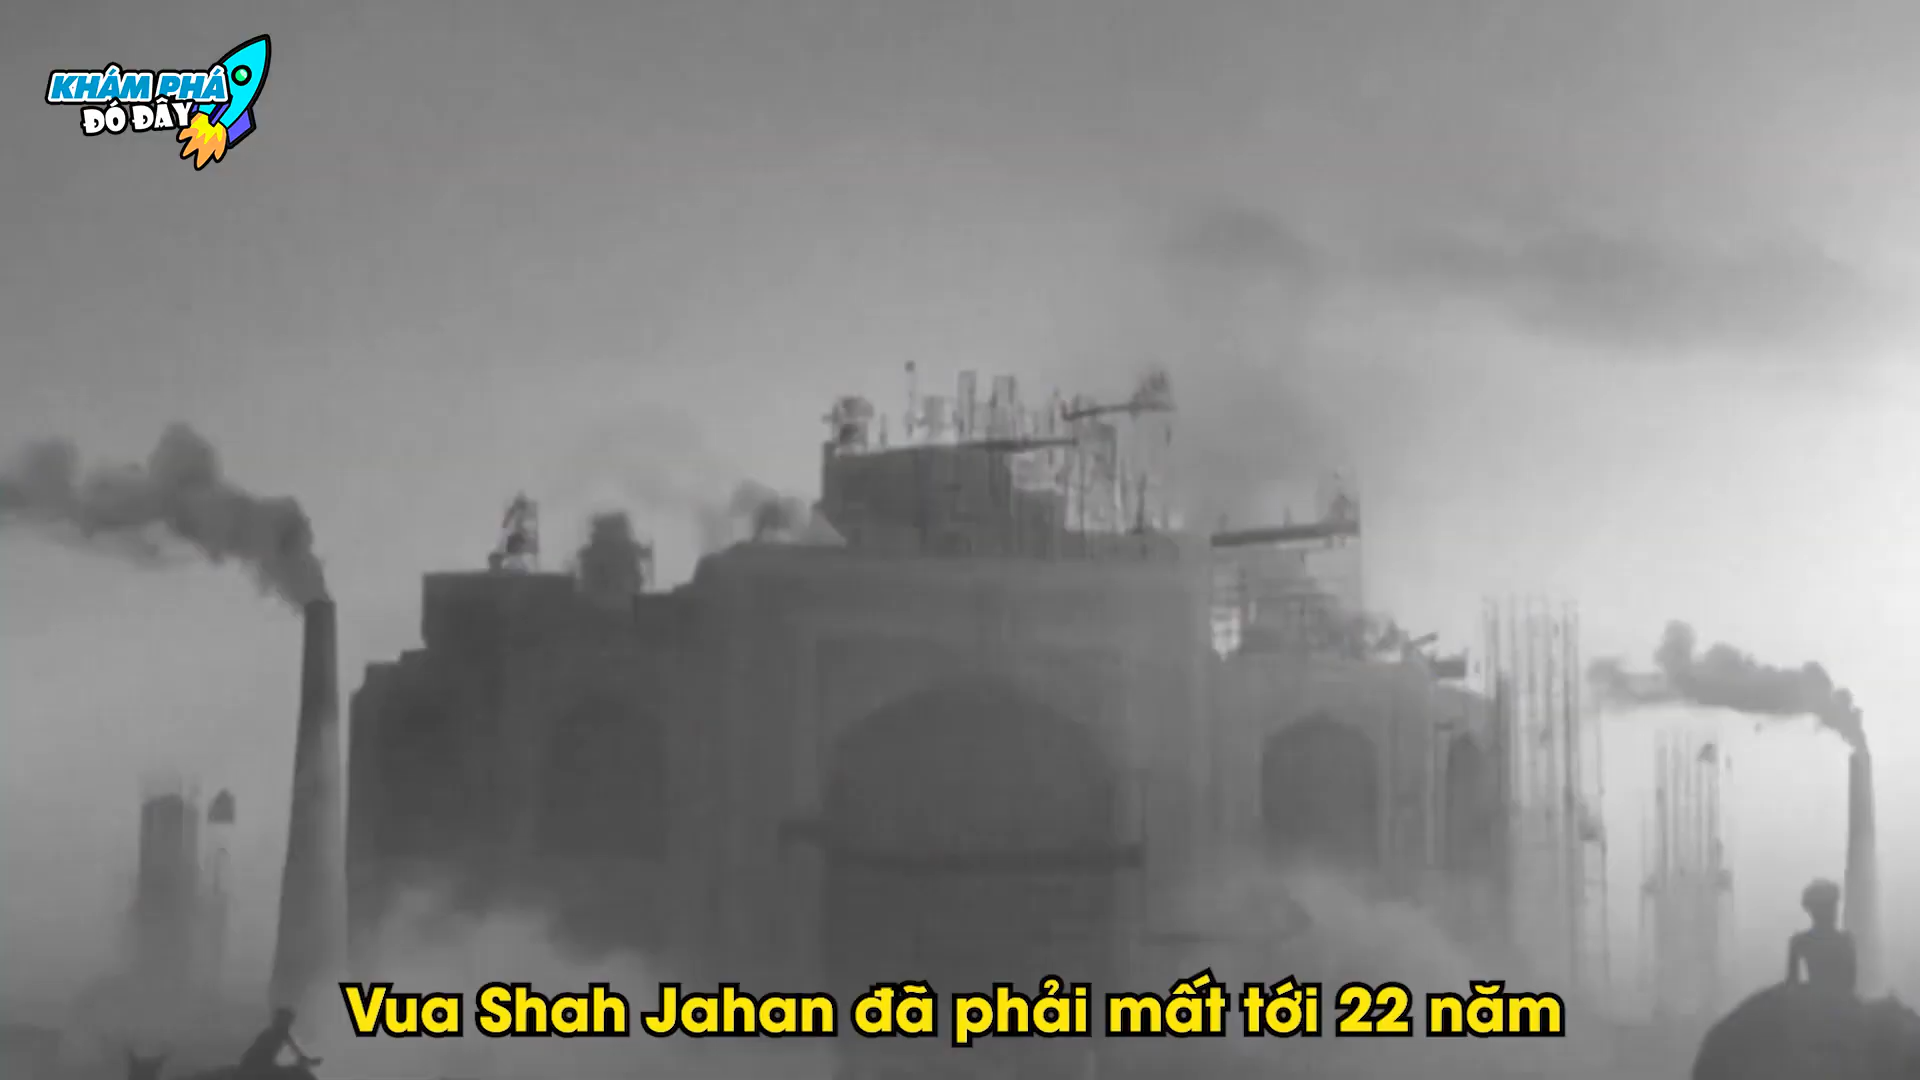 KHÁM PHÁ
ĐÓ ĐÂY
Vua Shah Jahan đã phải mất tới 22 năm